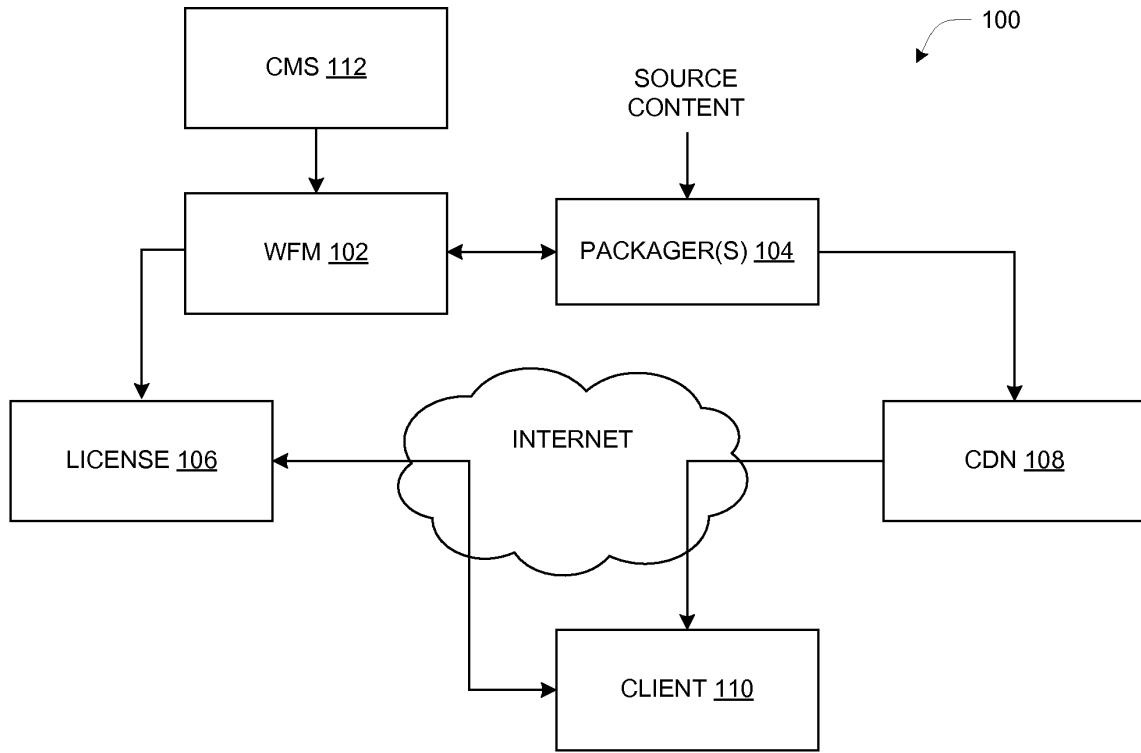 100
CMS 112
SOURCE
CONTENT
WFM 102
PACKAGER(S) 104
INTERNET
LICENSE 106
CDN 108
CLIENT 110